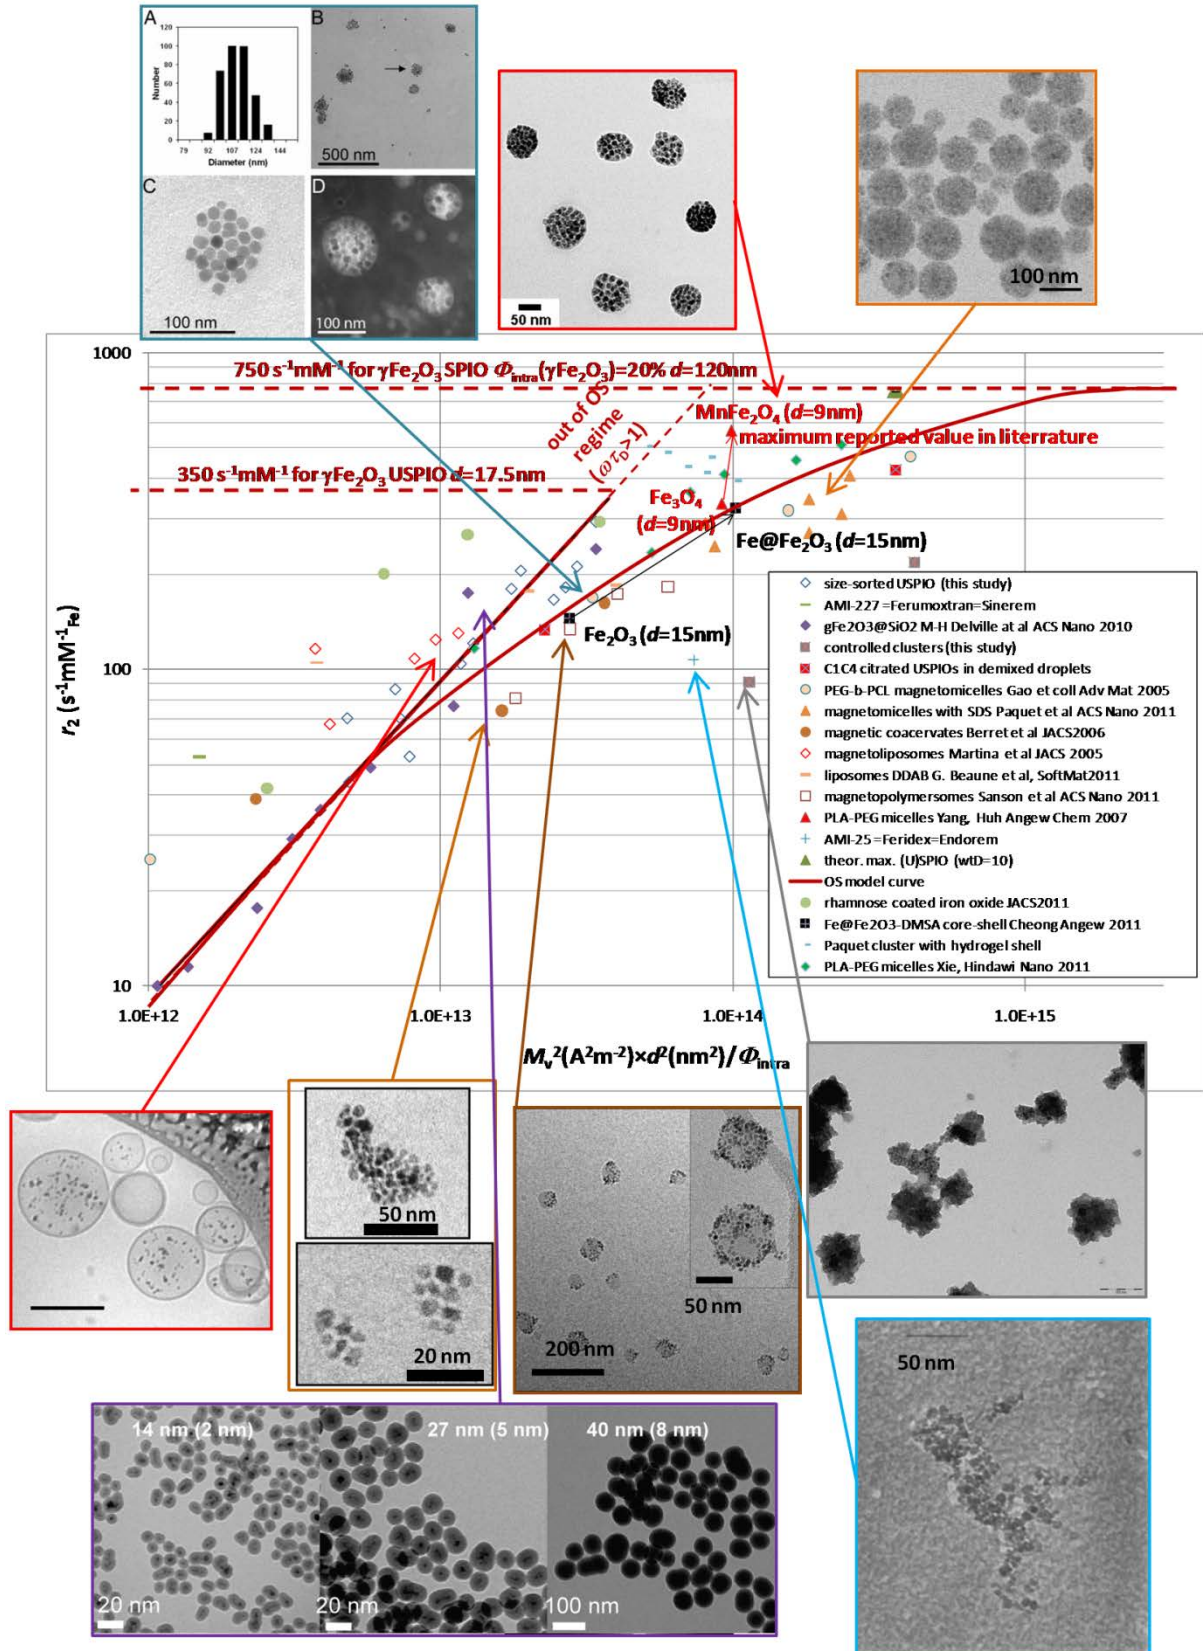 A
B
120
100
80
60
40
20
0
Number
79 92 107 124 144
Diameter (nm)
500 nm
C
D
100 nm
100 nm
50 nm
100 nm
1000
100
10
r₂ (s⁻¹mM⁻¹Fe)
750 s⁻¹mM⁻¹ for γFe₂O₃ SPIO Φintra(γFe₂O₃)=20% d=120nm
out of OS
regime
(ωτD>1)
MnFe₂O₄ (d=9nm)
maximum reported value in literrature
350 s⁻¹mM⁻¹ for γFe₂O₃ USPIO d=17.5nm
Fe₃O₄
(d=9nm)
Fe@Fe₂O₃ (d=15nm)
Fe₂O₃ (d=15nm)
size-sorted USPIO (this study)
AMI-227 =Ferumoxtran=Sinerem
gFe2O3@SiO2 M-H Delville at al ACS Nano 2010
controlled clusters (this study)
C1C4 citrated USPIOs in demixed droplets
PEG-b-PCL magnetomicelles Gao et coll Adv Mat 2005
magnetomicelles with SDS Paquet et al ACS Nano 2011
magnetic coacervates Berret et al JACS2006
magnetoliposomes Martina et al JACS 2005
liposomes DDAB G. Beaune et al, SoftMat2011
magnetopolymersomes Sanson et al ACS Nano 2011
PLA-PEG micelles Yang, Huh Angew Chem 2007
AMI-25 =Feridex=Endorem
theor. max. (U)SPIO (wtD=10)
OS model curve
rhamnose coated iron oxide JACS2011
Fe@Fe2O3-DMSA core-shell Cheong Angew 2011
Paquet cluster with hydrogel shell
PLA-PEG micelles Xie, Hindawi Nano 2011
1.0E+12 1.0E+13 1.0E+14 1.0E+15
Mv²(A²m⁻²)×d²(nm²)/Φintra
50 nm
20 nm
50 nm
200 nm
50 nm
14 nm (2 nm)
27 nm (5 nm)
40 nm (8 nm)
20 nm
20 nm
100 nm